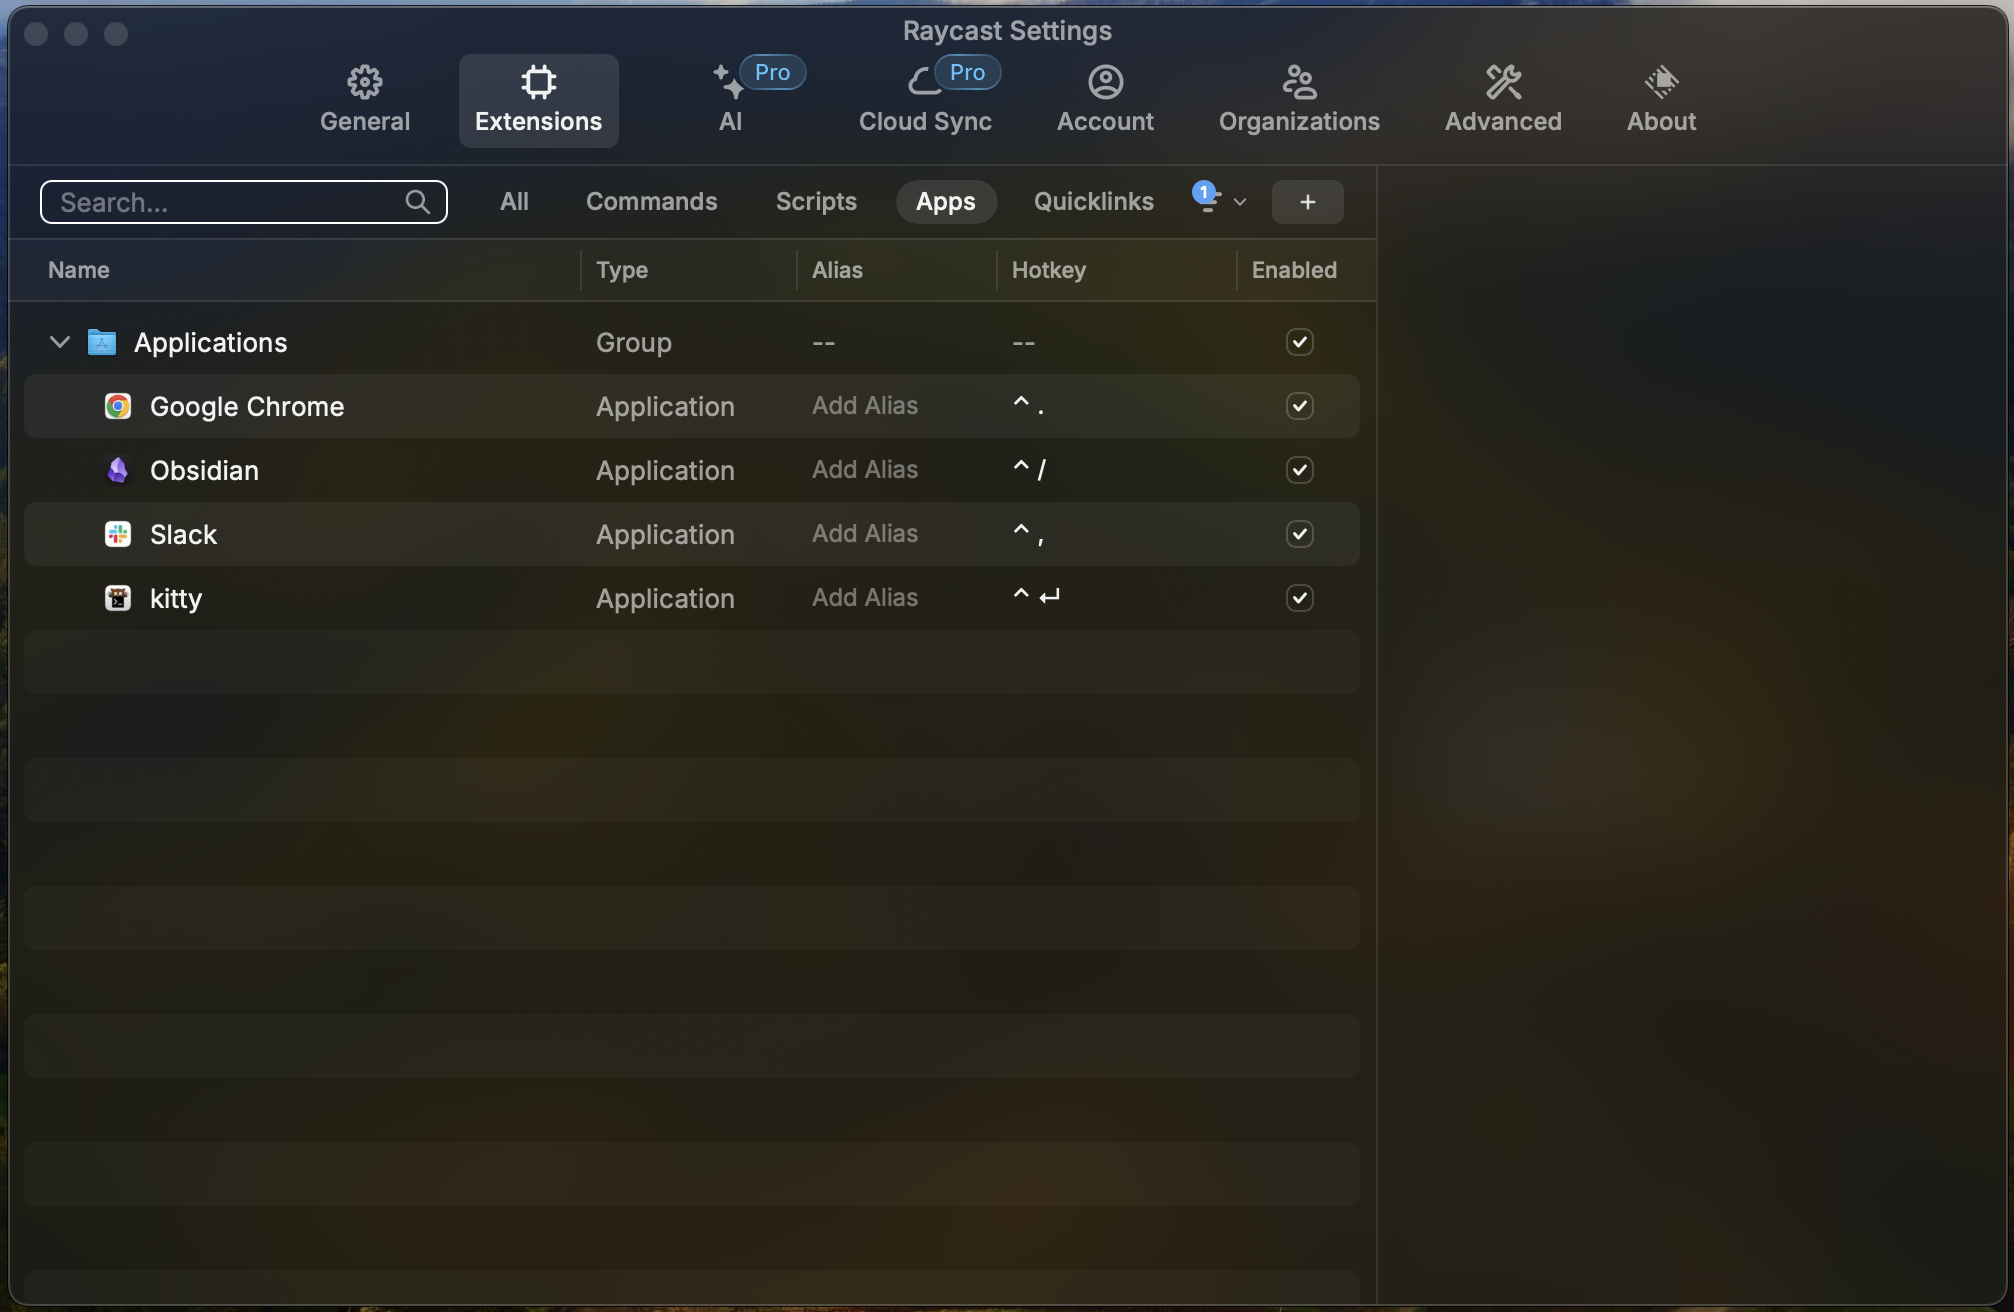 Raycast Settings
General
Extensions
Pro
AI
Pro
Cloud Sync
Account
Organizations
Advanced
About
Search...
All
Commands
Scripts
Apps
Quicklinks
1
+
Name Type Alias Hotkey Enabled
Applications Group -- --
Google Chrome Application Add Alias ^ .
Obsidian Application Add Alias ^ /
Slack Application Add Alias ^ ,
kitty Application Add Alias ^ ↵